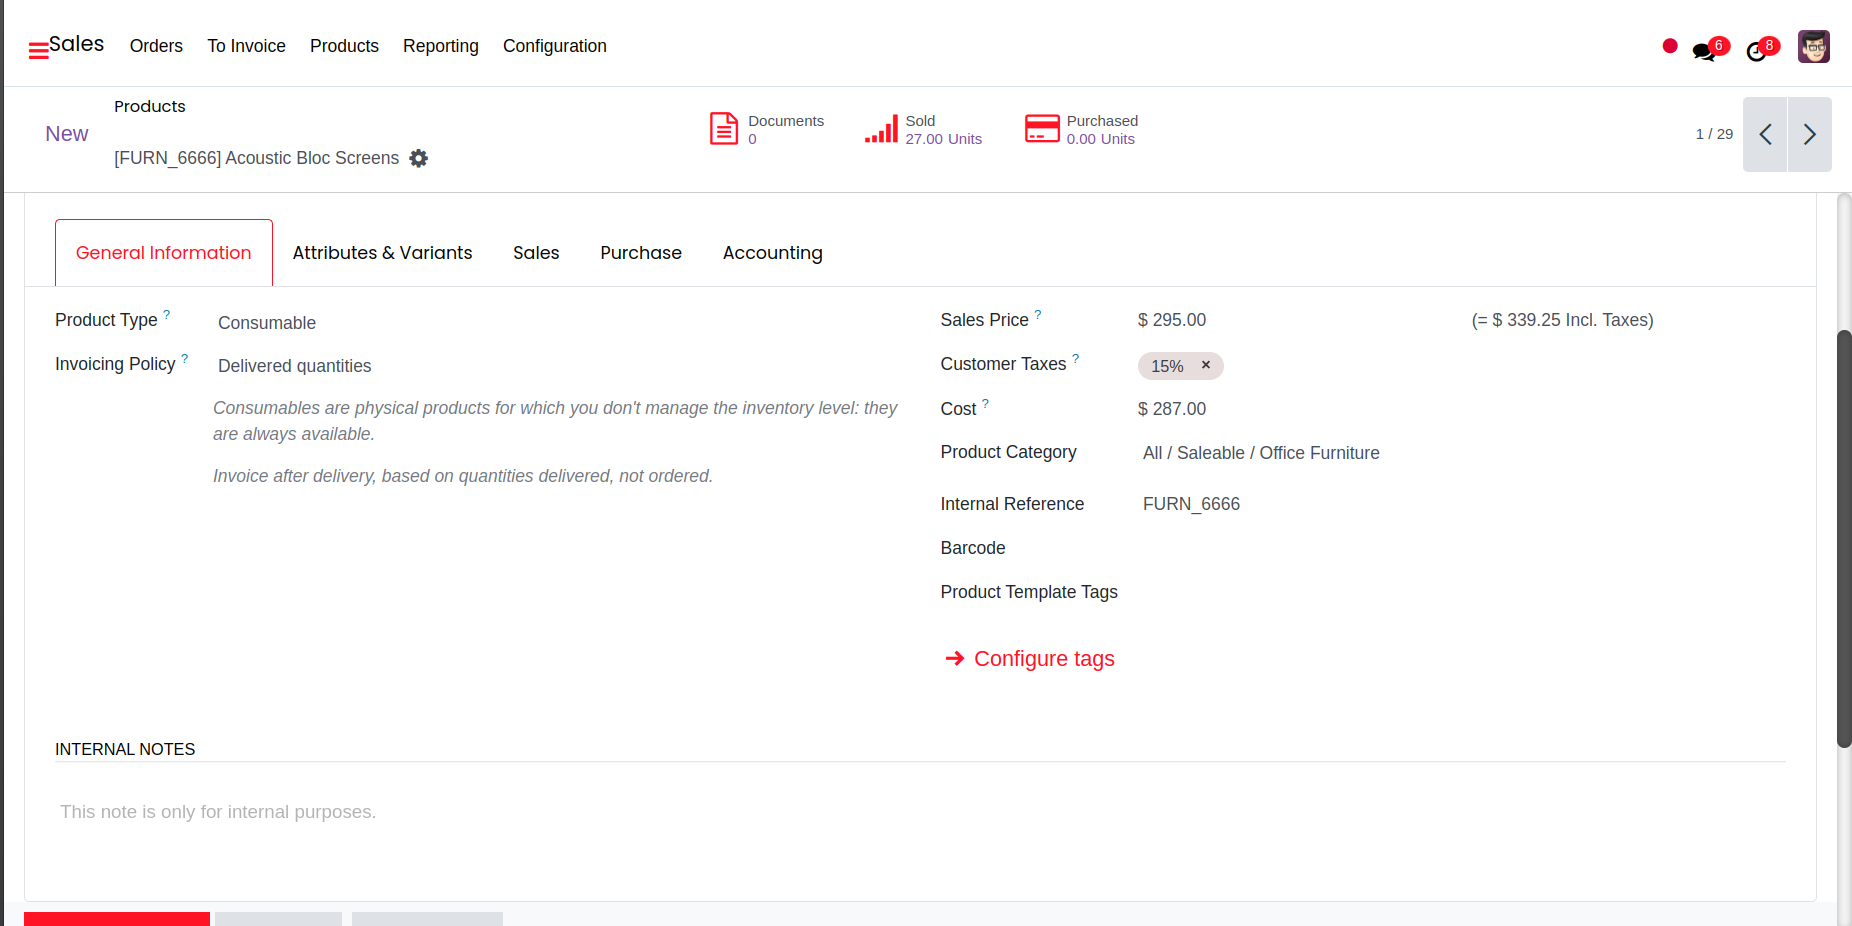 Sales Orders To Invoice Products Reporting Configuration 6 8
Products
New
[FURN_6666] Acoustic Bloc Screens
Documents
0
Sold
27.00 Units
Purchased
0.00 Units
1 / 29
General Information Attributes & Variants Sales Purchase Accounting
Product Type ? Consumable
Invoicing Policy ? Delivered quantities
Consumables are physical products for which you don't manage the inventory level: they
are always available.
Invoice after delivery, based on quantities delivered, not ordered.
Sales Price ? $ 295.00 (= $ 339.25 Incl. Taxes)
Customer Taxes ? 15% ×
Cost ? $ 287.00
Product Category All / Saleable / Office Furniture
Internal Reference FURN_6666
Barcode
Product Template Tags
Configure tags
INTERNAL NOTES
This note is only for internal purposes.